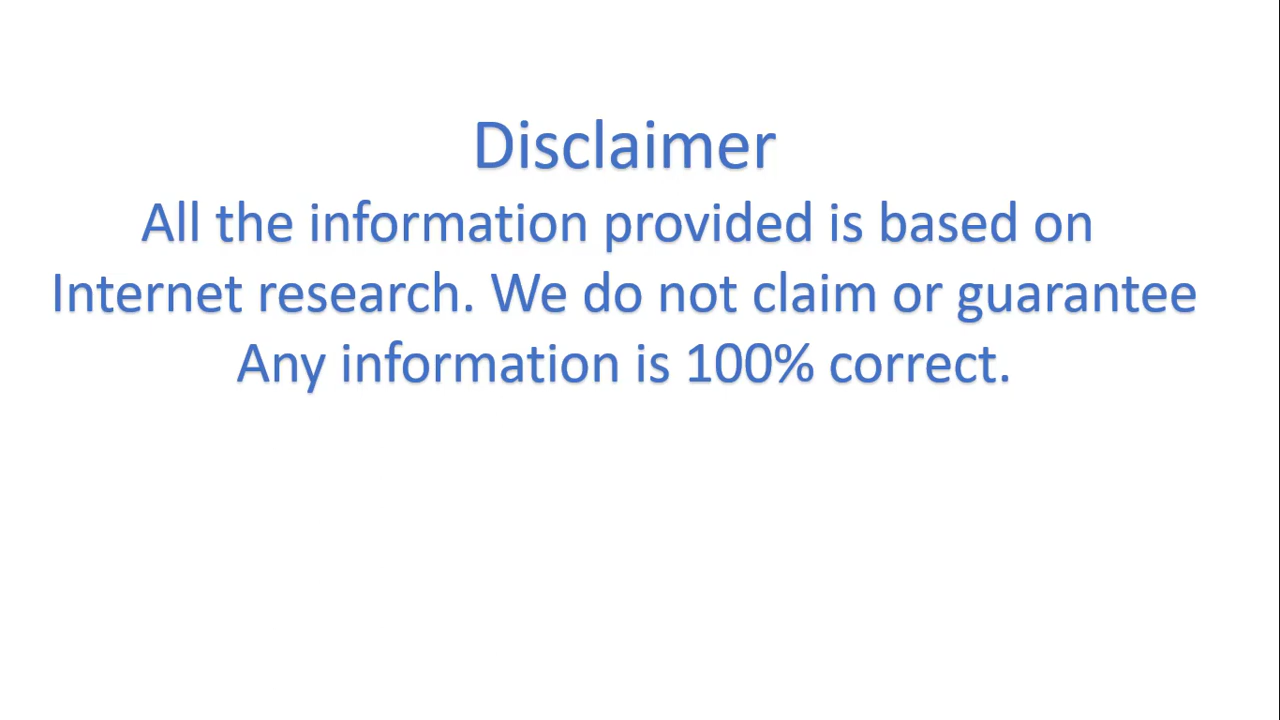 Disclaimer
All the information provided is based on
Internet research. We do not claim or guarantee
Any information is 100% correct.